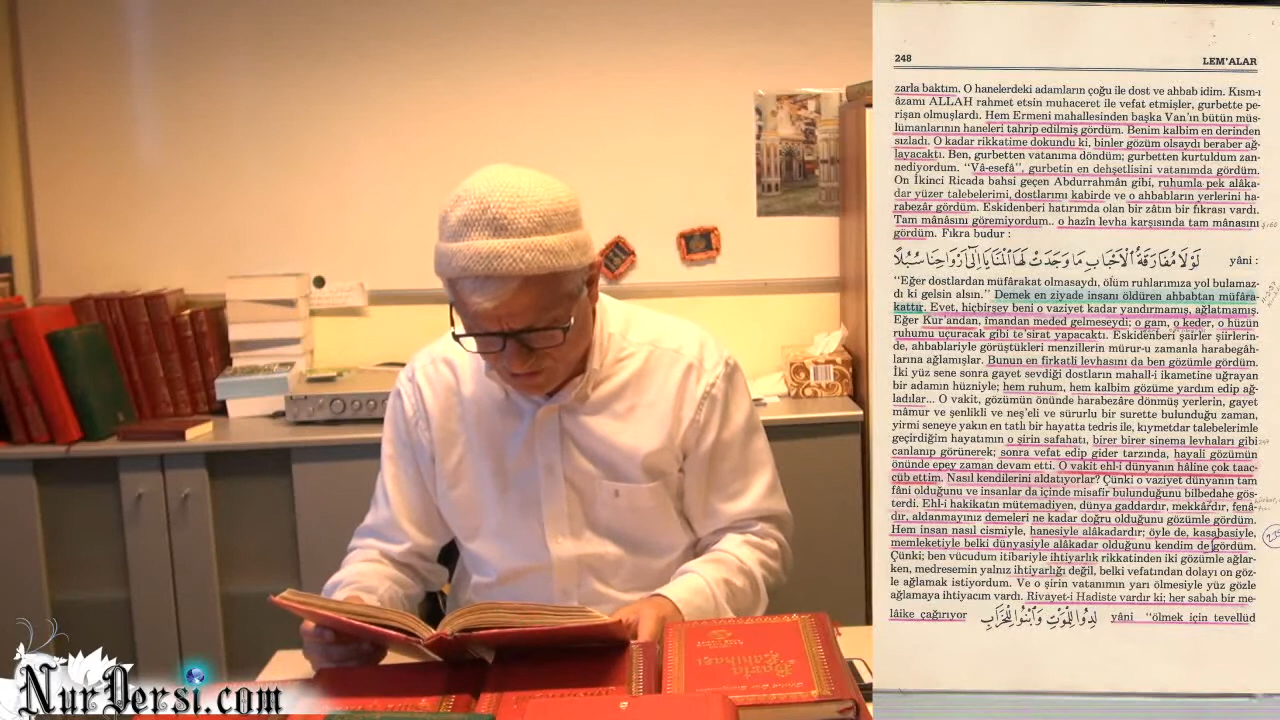 248
LEM'ALAR
zarla baktım. O hanelerdeki adamların çoğu ile dost ve ahbab idim. Kısm-ı
âzamı ALLAH rahmet etsin muhaceret ile vefat etmişler, gurbette pe-
rişan olmuşlardı. Hem Ermeni mahallesinden başka Van'ın bütün müs-
lümanlarının haneleri tahrip edilmiş gördüm. Benim kalbim en derinden
sızladı. O kadar rikkatime dokundu ki, binler gözüm olsaydı beraber ağ-
layacaktı. Ben, gurbetten vatanıma döndüm; gurbetten kurtuldum zan-
nediyordum. "Vâ-esefâ", gurbetin en dehşetlisini vatanımda gördüm.
On İkinci Ricada bahsi geçen Abdurrahmân gibi, ruhumla pek alâka-
dar yüzer talebelerimi, dostlarımı kabirde ve o ahbabların yerlerini ha-
rabezâr gördüm. Eskidenberi hatırımda olan bir zâtın bir fıkrası vardı.
Tam mânâsını göremiyordum.. o hazîn levha karşısında tam mânasını
gördüm. Fıkra budur :
لَوْلَا مُفَارَقَةُ الْاَحْبَابِ مَا وَجَدَتْ لَهَا الْمَنَايَا اِلٰٓى اَرْوَاحِنَا سُبُلًا yâni :
"Eğer dostlardan müfârakat olmasaydı, ölüm ruhlarımıza yol bulamaz-
dı ki gelsin alsın." Demek en ziyade insanı öldüren ahbabtan müfâra-
kattır. Evet, hiçbirşey beni o vaziyet kadar yandırmamış, ağlatmamış.
Eğer Kur'andan, imandan meded gelmeseydi; o gam, o keder, o hüzün
ruhumu uçuracak gibi te'sirat yapacaktı. Eskidenberi şâirler şiirlerin-
de, ahbablariyle görüştükleri menzillerin mürur-u zamanla harabegâh-
larına ağlamışlar. Bunun en firkatli levhasını da ben gözümle gördüm.
İki yüz sene sonra gayet sevdiği dostların mahall-i ikametine uğrayan
bir adamın hüzniyle; hem ruhum, hem kalbim gözüme yardım edip ağ-
ladılar... O vakit, gözümün önünde harabezâre dönmüş yerlerin, gayet
mâmur ve şenlikli ve neş'eli ve sürurlu bir surette bulunduğu zaman,
yirmi seneye yakın en tatlı bir hayatta tedris ile, kıymetdar talebelerimle
geçirdiğim hayatımın o şirin safahatı, birer birer sinema levhaları gibi
canlanıp görünerek; sonra vefat edip gider tarzında, hayalî gözümün
önünde epey zaman devam etti. O vakit ehl-i dünyanın hâline çok taac-
cüb ettim. Nasıl kendilerini aldatıyorlar? Çünki o vaziyet dünyanın tam
fâni olduğunu ve insanlar da içinde misafir bulunduğunu bilbedahe gös-
terdi. Ehl-i hakikatın mütemadiyen, dünya gaddardır, mekkârdır, fenâ-
dır, aldanmayınız demeleri ne kadar doğru olduğunu gözümle gördüm.
Hem insan nasıl cismiyle, hanesiyle alâkadardır; öyle de, kasabasiyle,
memleketiyle belki dünyasiyle alâkadar olduğunu kendim de gördüm.
Çünki; ben vücudum itibariyle ihtiyarlık rikkatinden iki gözümle ağlar-
ken, medresemin yalnız ihtiyarlığı değil, belki vefatından dolayı on göz-
le ağlamak istiyordum. Ve o şirin vatanımın yarı ölmesiyle yüz gözle
ağlamaya ihtiyacım vardı. Rivayet-i Hadiste vardır ki; her sabah bir me-
lâike çağırıyor لِدُوا لِلْمَوْتِ وَابْنُوا لِلْخَرَابِ yâni "ölmek için tevellüd
Barla
Lâhikası
NurDersi.com